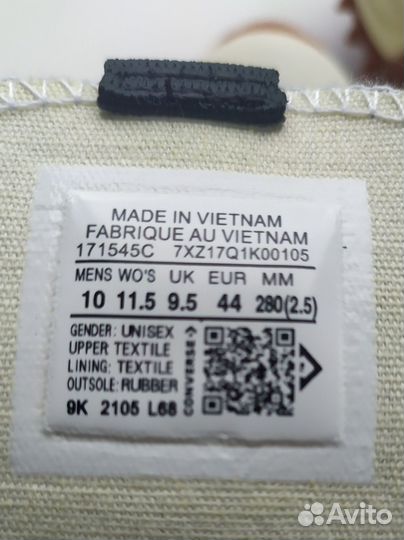 MADE IN VIETNAM
FABRIQUE AU VIETNAM
171545C 7XZ17Q1K00105
MENS WO'S UK EUR MM
10 11.5 9.5 44 280(2.5)
GENDER: UNISEX
UPPER TEXTILE
LINING: TEXTILE
OUTSOLE: RUBBER
9K 2105 L68
CONVERSE
Avito